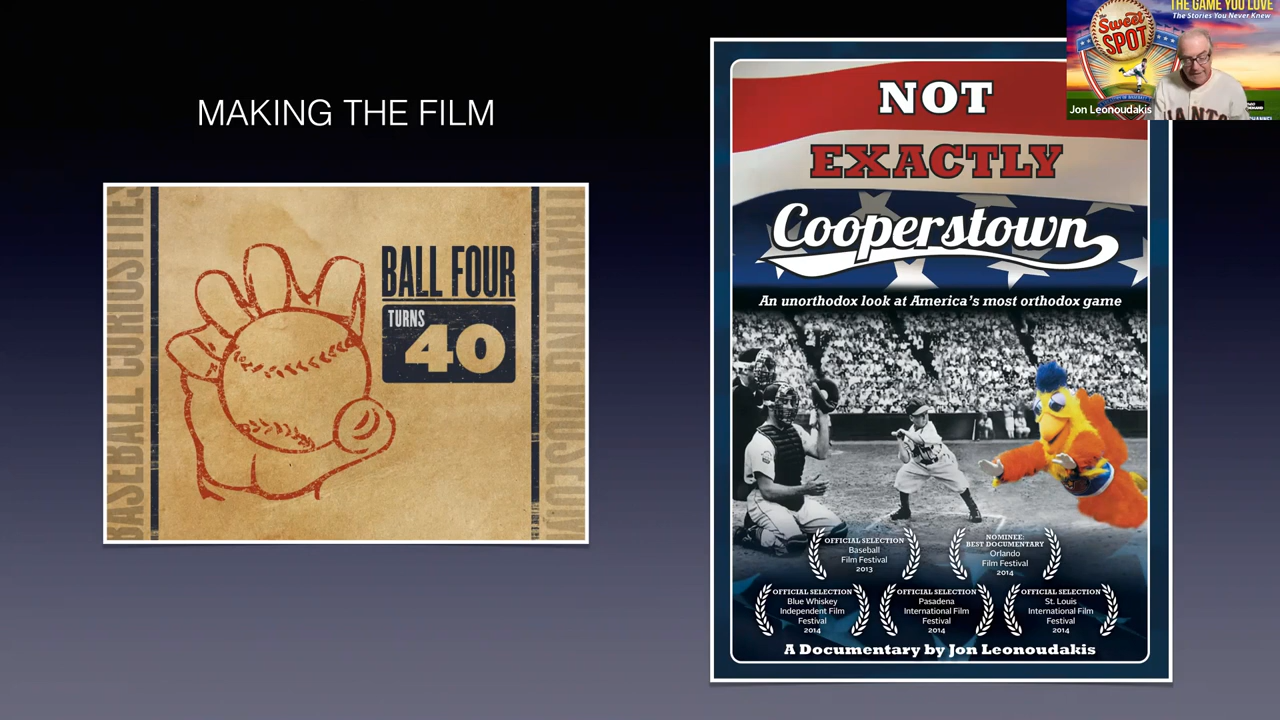 MAKING THE FILM
BASEBALL CURIOSITIES
BALL FOUR
TURNS
40
TRAVELING MUSEUM
NOT
EXACTLY
Cooperstown
An unorthodox look at America's most orthodox game
OFFICIAL SELECTION
Baseball
Film Festival
2013
NOMINEE:
BEST DOCUMENTARY
Orlando
Film Festival
2014
OFFICIAL SELECTION
Blue Whiskey
Independent Film
Festival
2014
OFFICIAL SELECTION
Pasadena
International Film
Festival
2014
OFFICIAL SELECTION
St. Louis
International Film
Festival
2014
A Documentary by Jon Leonoudakis
THE GAME YOU LOVE
The Stories You Never Knew
Sweet
SPOT
Jon Leonoudakis